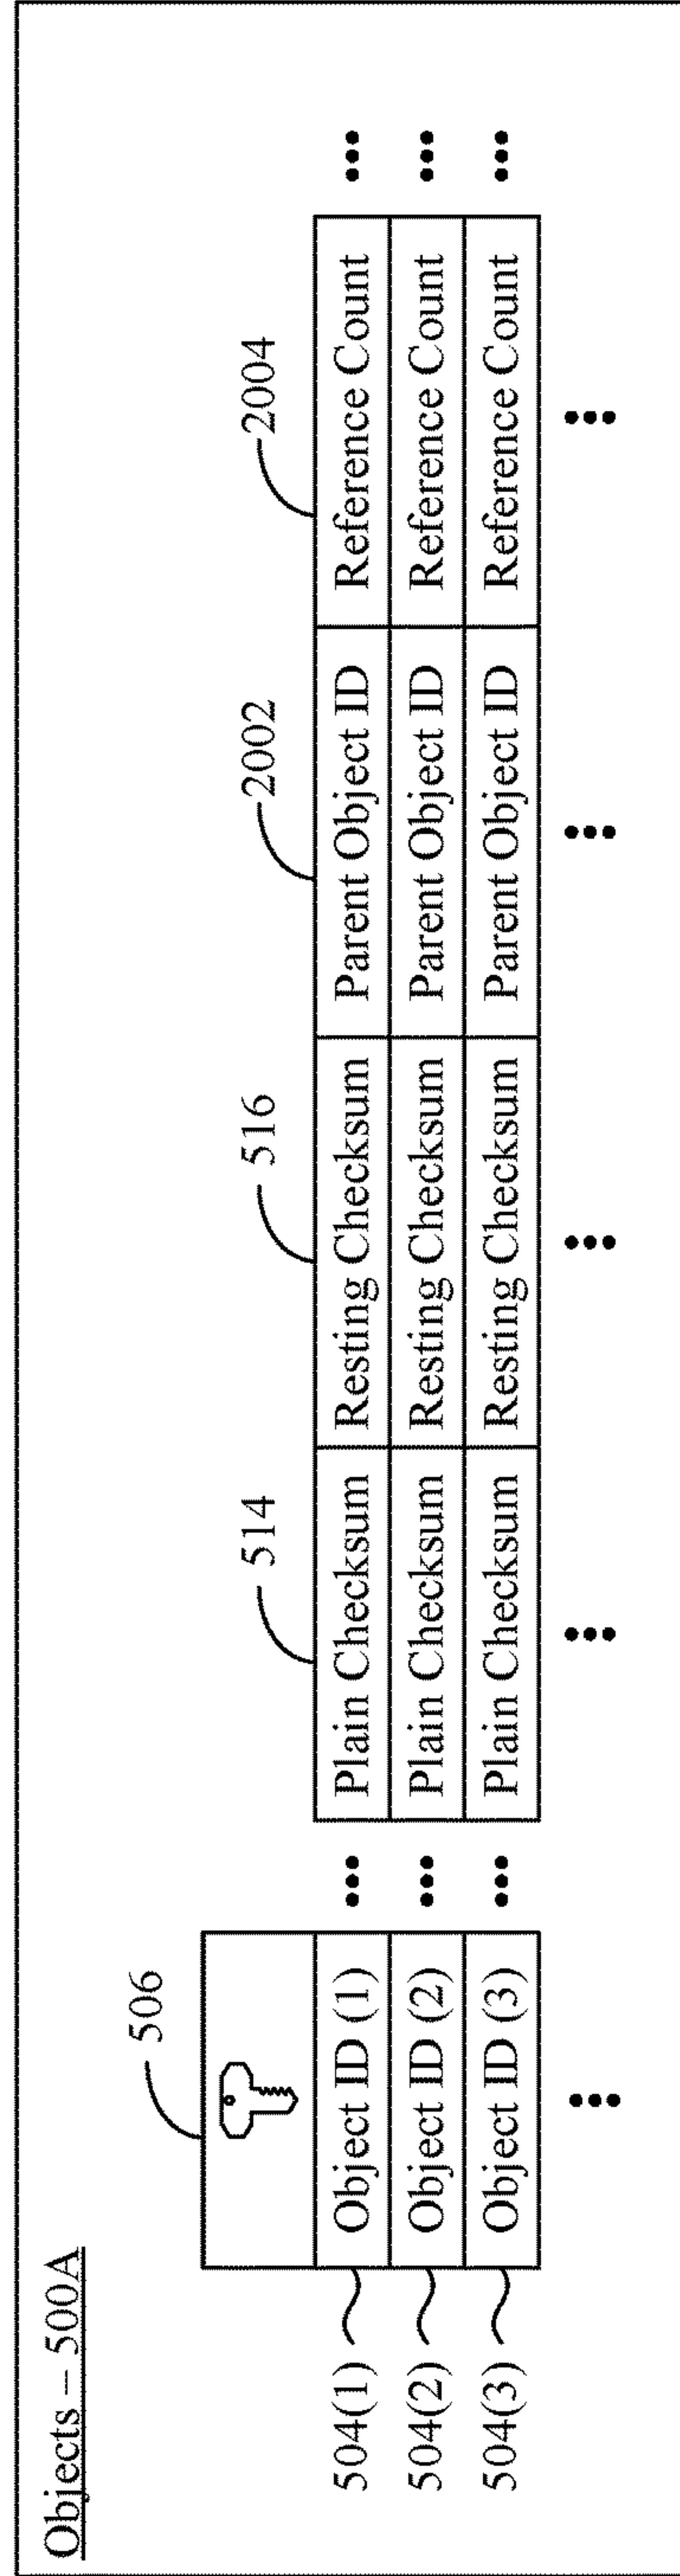 Objects – 500A
506
514
516
2002
2004
504(1) Object ID (1) ••• Plain Checksum Resting Checksum Parent Object ID Reference Count •••
504(2) Object ID (2) ••• Plain Checksum Resting Checksum Parent Object ID Reference Count •••
504(3) Object ID (3) ••• Plain Checksum Resting Checksum Parent Object ID Reference Count •••